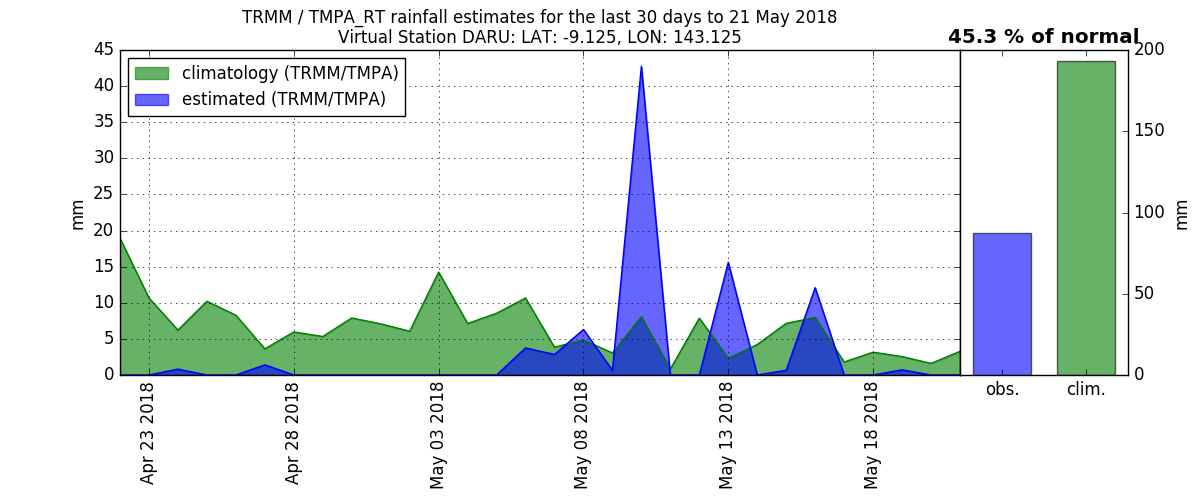 TRMM / TMPA_RT rainfall estimates for the last 30 days to 21 May 2018
Virtual Station DARU: LAT: -9.125, LON: 143.125
45.3 % of normal
climatology (TRMM/TMPA)
estimated (TRMM/TMPA)
45
40
35
30
25
20
15
10
5
0
mm
Apr 23 2018
Apr 28 2018
May 03 2018
May 08 2018
May 13 2018
May 18 2018
200
150
100
50
0
mm
obs.
clim.